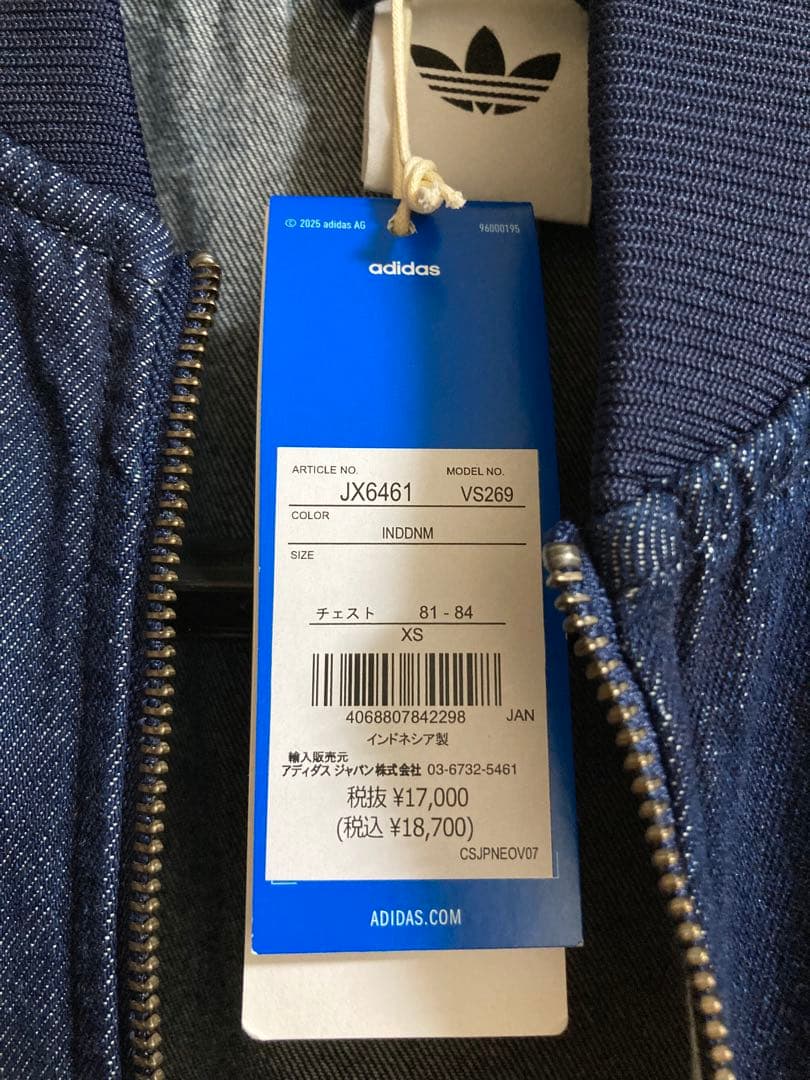 © 2025 adidas AG 96000195
adidas
ARTICLE NO. MODEL NO.
JX6461 VS269
COLOR
INDDNM
SIZE
チェスト 81 - 84
XS
4068807842298 JAN
インドネシア製
輸入販売元
アディダス ジャパン株式会社 03-6732-5461
税抜 ¥17,000
(税込 ¥18,700)
CSJPNEOV07
ADIDAS.COM